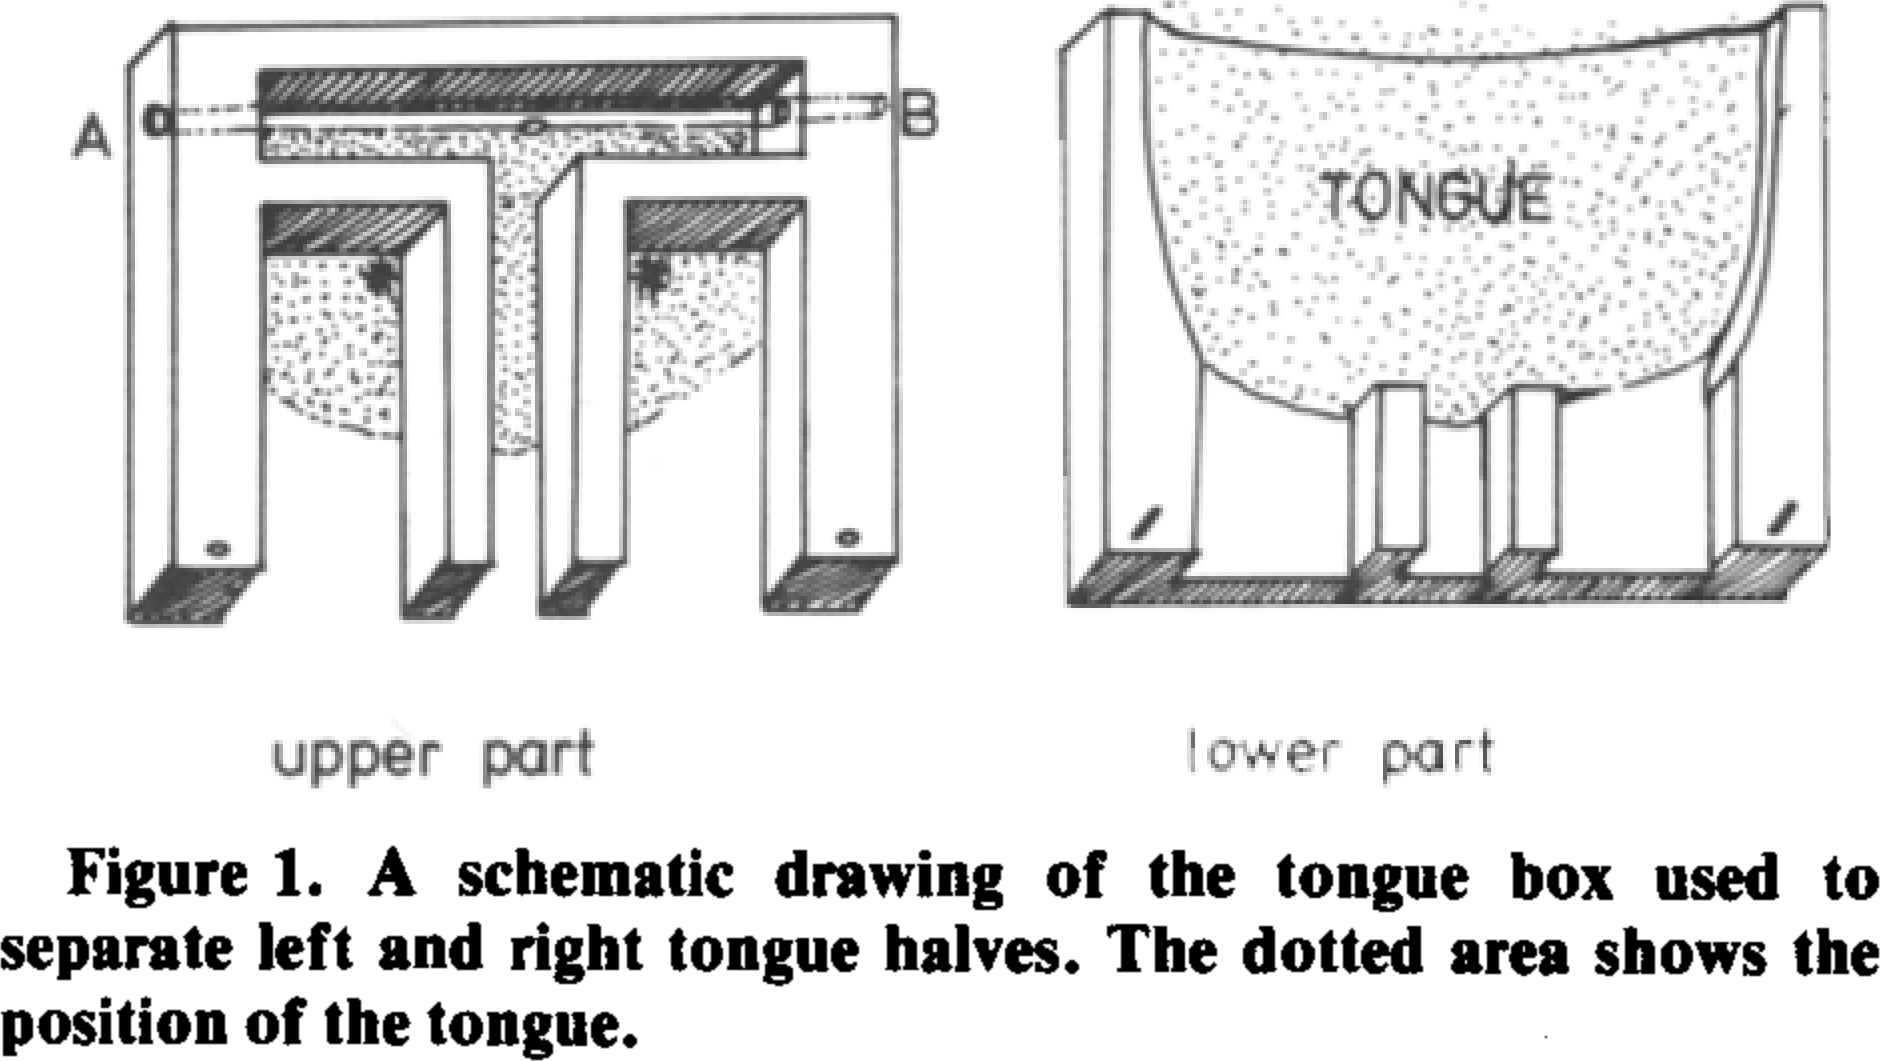 A
B
TONGUE
upper part
lower part
Figure 1. A schematic drawing of the tongue box used to
separate left and right tongue halves. The dotted area shows the
position of the tongue.